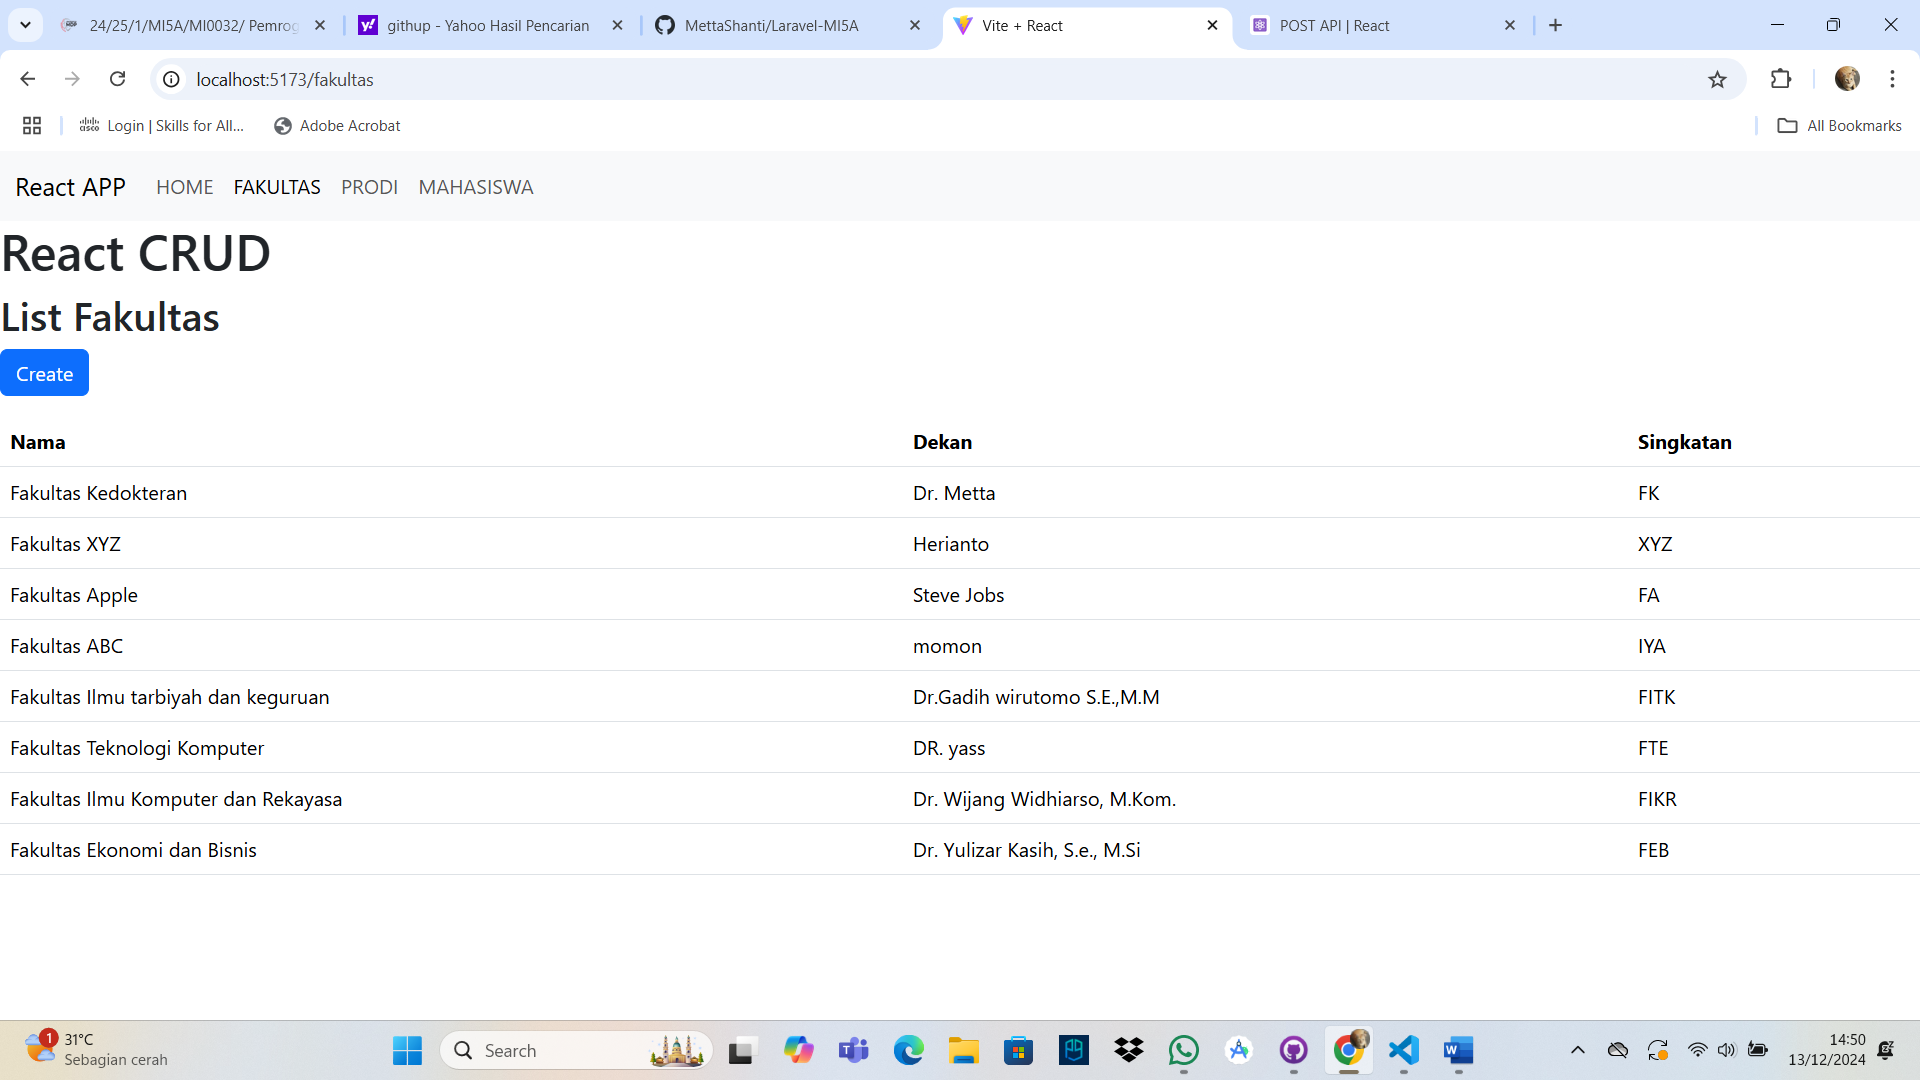 24/25/1/MI5A/MI0032/ Pemrog
githup - Yahoo Hasil Pencarian
MettaShanti/Laravel-MI5A
Vite + React
POST API | React
localhost:5173/fakultas
Login | Skills for All...
Adobe Acrobat
All Bookmarks
React APP HOME FAKULTAS PRODI MAHASISWA
React CRUD
List Fakultas
Create
Nama Dekan Singkatan
Fakultas Kedokteran Dr. Metta FK
Fakultas XYZ Herianto XYZ
Fakultas Apple Steve Jobs FA
Fakultas ABC momon IYA
Fakultas Ilmu tarbiyah dan keguruan Dr.Gadih wirutomo S.E.,M.M FITK
Fakultas Teknologi Komputer DR. yass FTE
Fakultas Ilmu Komputer dan Rekayasa Dr. Wijang Widhiarso, M.Kom. FIKR
Fakultas Ekonomi dan Bisnis Dr. Yulizar Kasih, S.e., M.Si FEB
1
31°C
Sebagian cerah
Search
14:50
13/12/2024